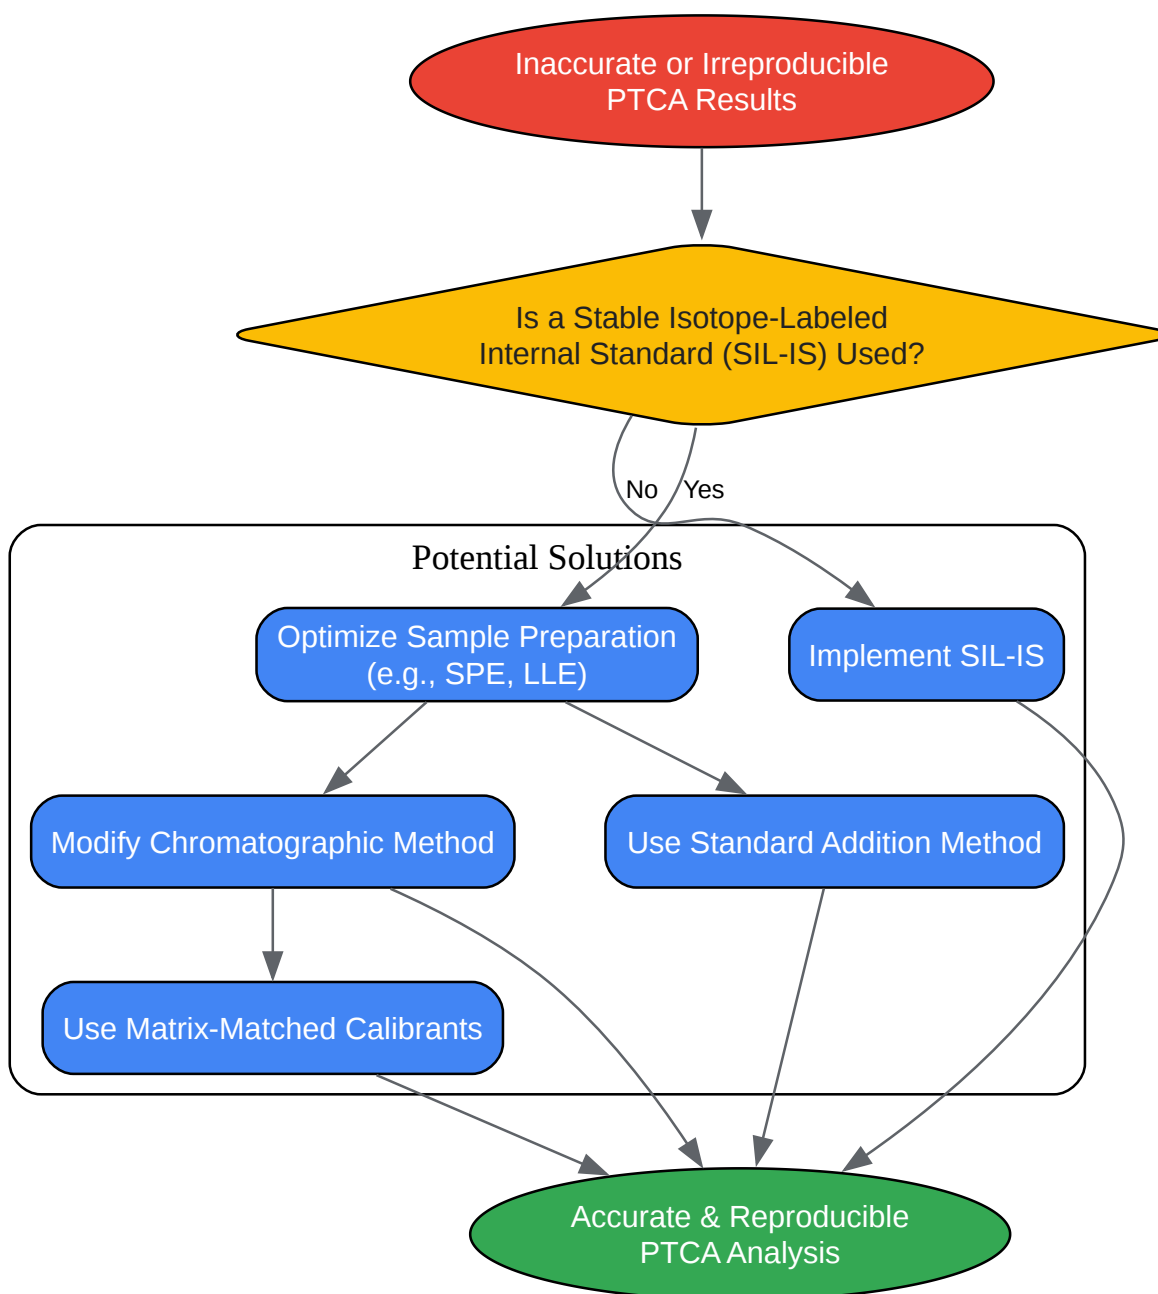 Inaccurate or Irreproducible
PTCA Results
Is a Stable Isotope-Labeled
Internal Standard (SIL-IS) Used?
No
Yes
Potential Solutions
Optimize Sample Preparation
(e.g., SPE, LLE)
Implement SIL-IS
Modify Chromatographic Method
Use Standard Addition Method
Use Matrix-Matched Calibrants
Accurate & Reproducible
PTCA Analysis